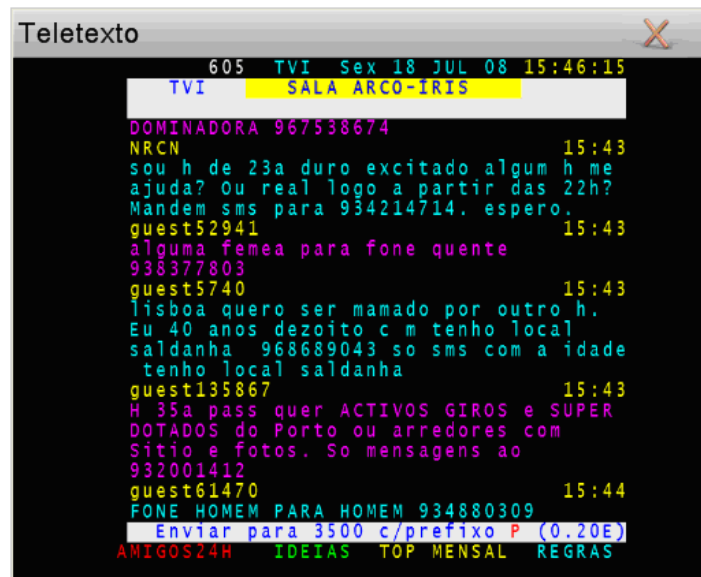 Teletexto
605 TVI Sex 18 JUL 08 15:46:15
TVI SALA ARCO-ÍRIS
DOMINADORA 967538674
NRCN 15:43
sou h de 23a duro excitado algum h me
ajuda? Ou real logo a partir das 22h?
Mandem sms para 934214714. espero.
guest52941 15:43
alguma femea para fone quente
938377803
guest5740 15:43
lisboa quero ser mamado por outro h.
Eu 40 anos dezoito c m tenho local
saldanha 968689043 so sms com a idade
tenho local saldanha
guest135867 15:43
H 35a pass quer ACTIVOS GIROS e SUPER
DOTADOS do Porto ou arredores com
Sitio e fotos. So mensagens ao
932001412
guest61470 15:44
FONE HOMEM PARA HOMEM 934880309
Enviar para 3500 c/prefixo P (0.20E)
AMIGOS24H IDEIAS TOP MENSAL REGRAS